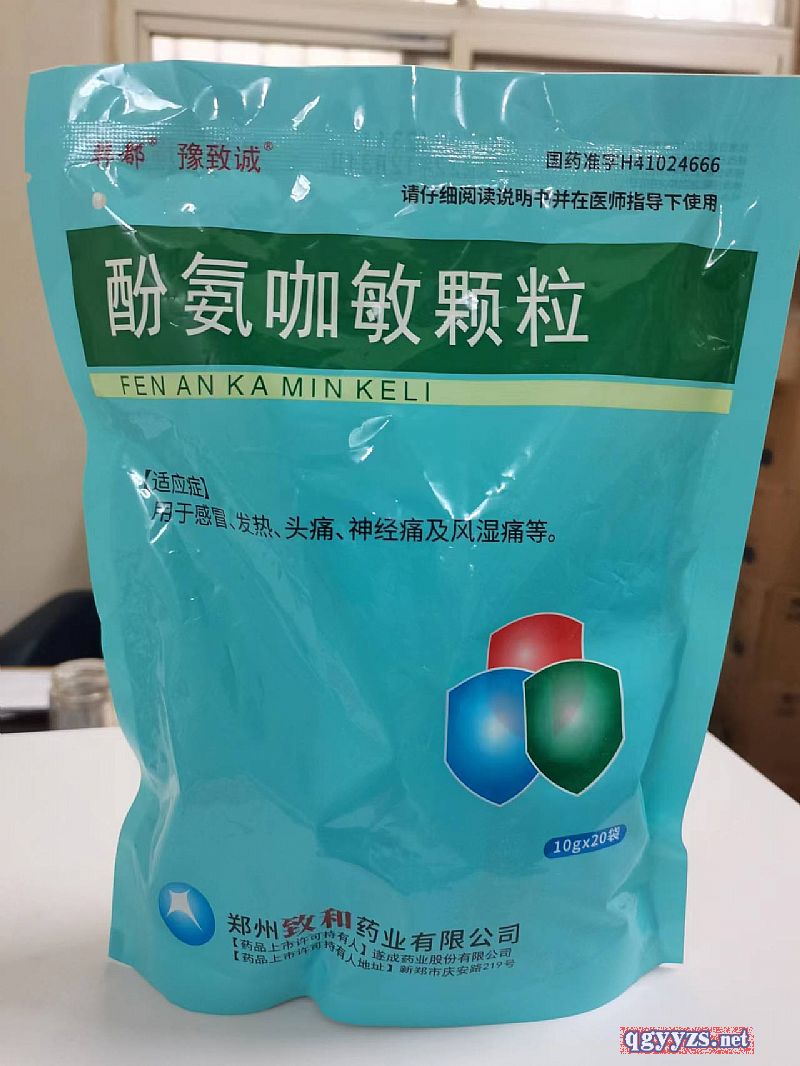 豫致诚®
国药准字H41024666
请仔细阅读说明书并在医师指导下使用
酚氨咖敏颗粒
FEN AN KA MIN KELI
【适应症】
用于感冒、发热、头痛、神经痛及风湿痛等。
10gx20袋
郑州致和药业有限公司
【药品上市许可持有人】遂成药业股份有限公司
【药品上市许可持有人地址】新郑市庆安路219号
qgyyzs.net